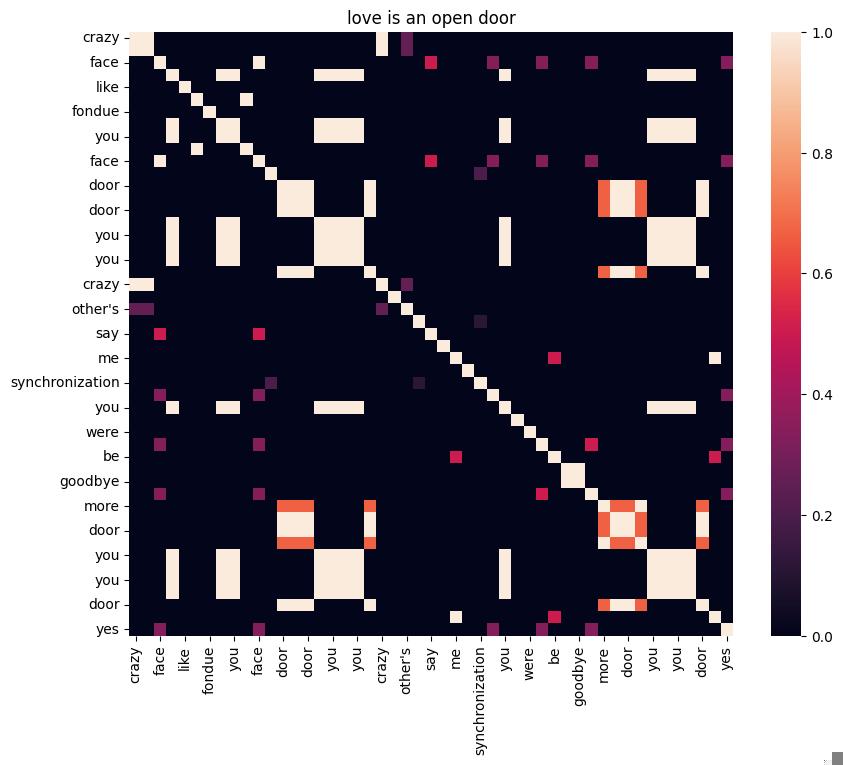 love is an open door
crazy
face
like
fondue
you
face
door
door
you
you
crazy
other's
say
me
synchronization
you
were
be
goodbye
more
door
you
you
door
yes
crazy
face
like
fondue
you
face
door
door
you
you
crazy
other's
say
me
synchronization
you
were
be
goodbye
more
door
you
you
door
yes
1.0
0.8
0.6
0.4
0.2
0.0